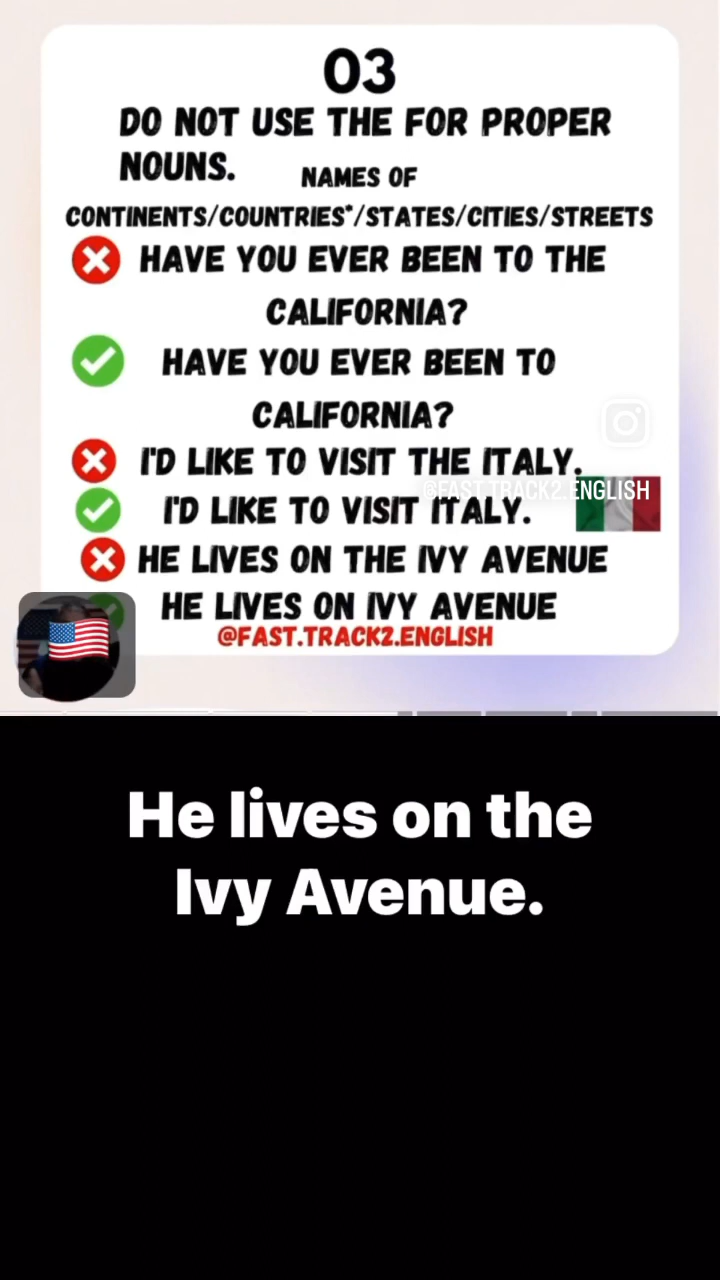 03
DO NOT USE THE FOR PROPER
NOUNS.
NAMES OF
CONTINENTS/COUNTRIES*/STATES/CITIES/STREETS
HAVE YOU EVER BEEN TO THE
CALIFORNIA?
HAVE YOU EVER BEEN TO
CALIFORNIA?
I'D LIKE TO VISIT THE ITALY.
@FAST.TRACK2.ENGLISH
I'D LIKE TO VISIT ITALY.
HE LIVES ON THE IVY AVENUE
HE LIVES ON IVY AVENUE
@FAST.TRACK2.ENGLISH
He lives on the
Ivy Avenue.